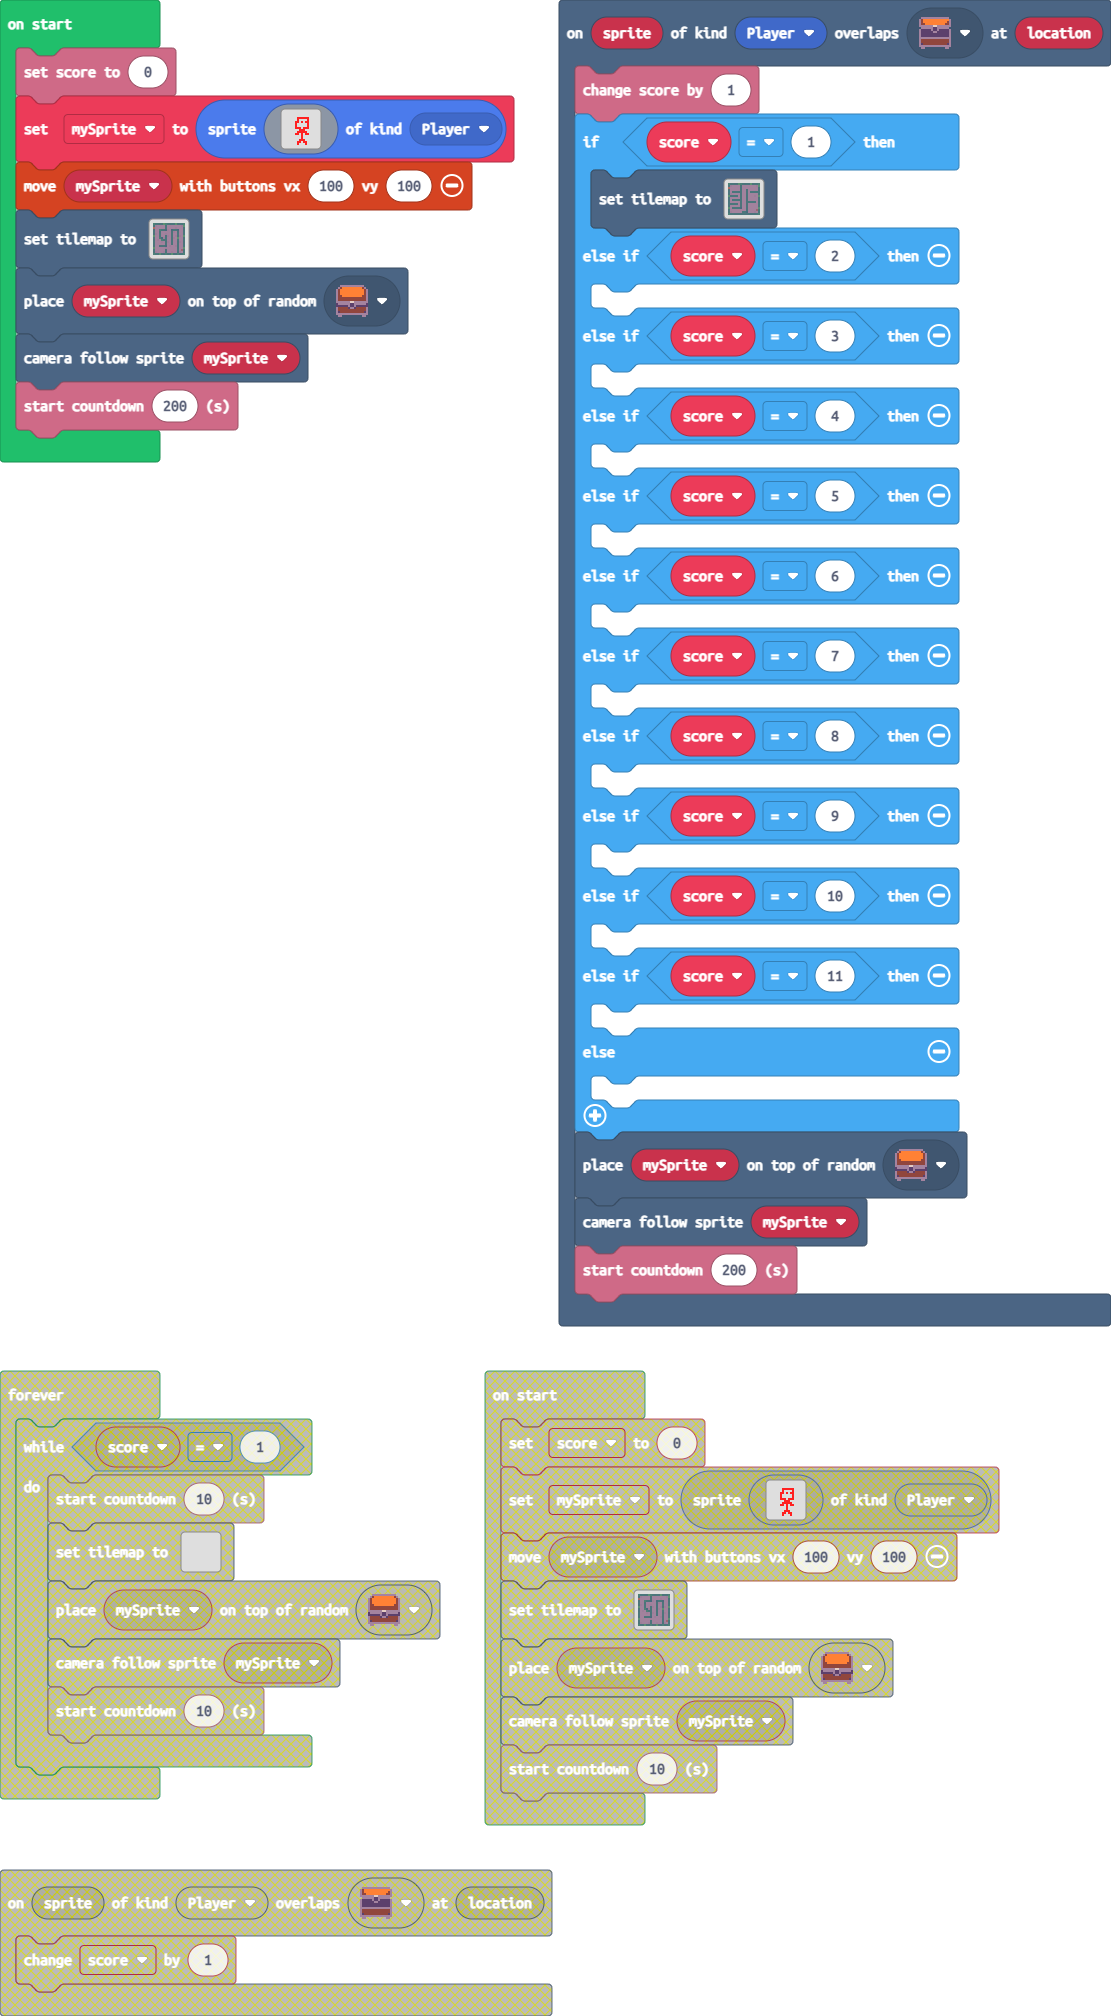 on start
set score to 0
set mySprite to sprite of kind Player
move mySprite with buttons vx 100 vy 100
set tilemap to
place mySprite on top of random
camera follow sprite mySprite
start countdown 200 (s)
on sprite of kind Player overlaps at location
change score by 1
if score = 1 then
set tilemap to
else if score = 2 then
else if score = 3 then
else if score = 4 then
else if score = 5 then
else if score = 6 then
else if score = 7 then
else if score = 8 then
else if score = 9 then
else if score = 10 then
else if score = 11 then
else
place mySprite on top of random
camera follow sprite mySprite
start countdown 200 (s)
forever
while score = 1
do
start countdown 10 (s)
set tilemap to
place mySprite on top of random
camera follow sprite mySprite
start countdown 10 (s)
on start
set score to 0
set mySprite to sprite of kind Player
move mySprite with buttons vx 100 vy 100
set tilemap to
place mySprite on top of random
camera follow sprite mySprite
start countdown 10 (s)
on sprite of kind Player overlaps at location
change score by 1